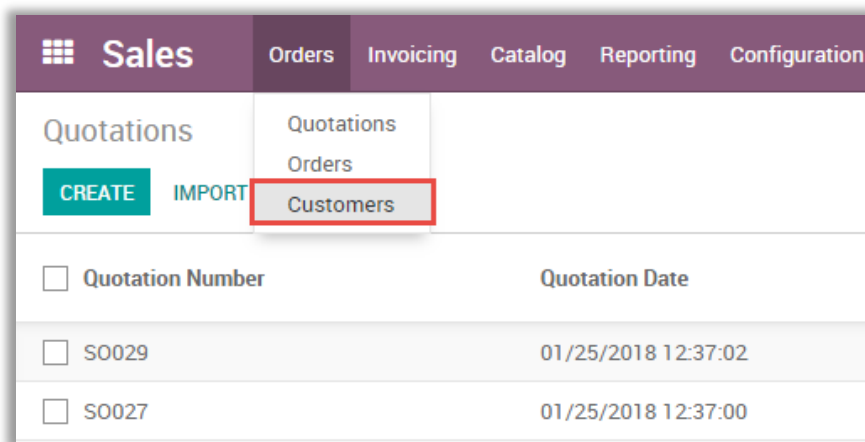 Sales Orders Invoicing Catalog Reporting Configuration
Quotations
Quotations
Orders
CREATE IMPORT
Customers
Quotation Number Quotation Date
SO029 01/25/2018 12:37:02
SO027 01/25/2018 12:37:00